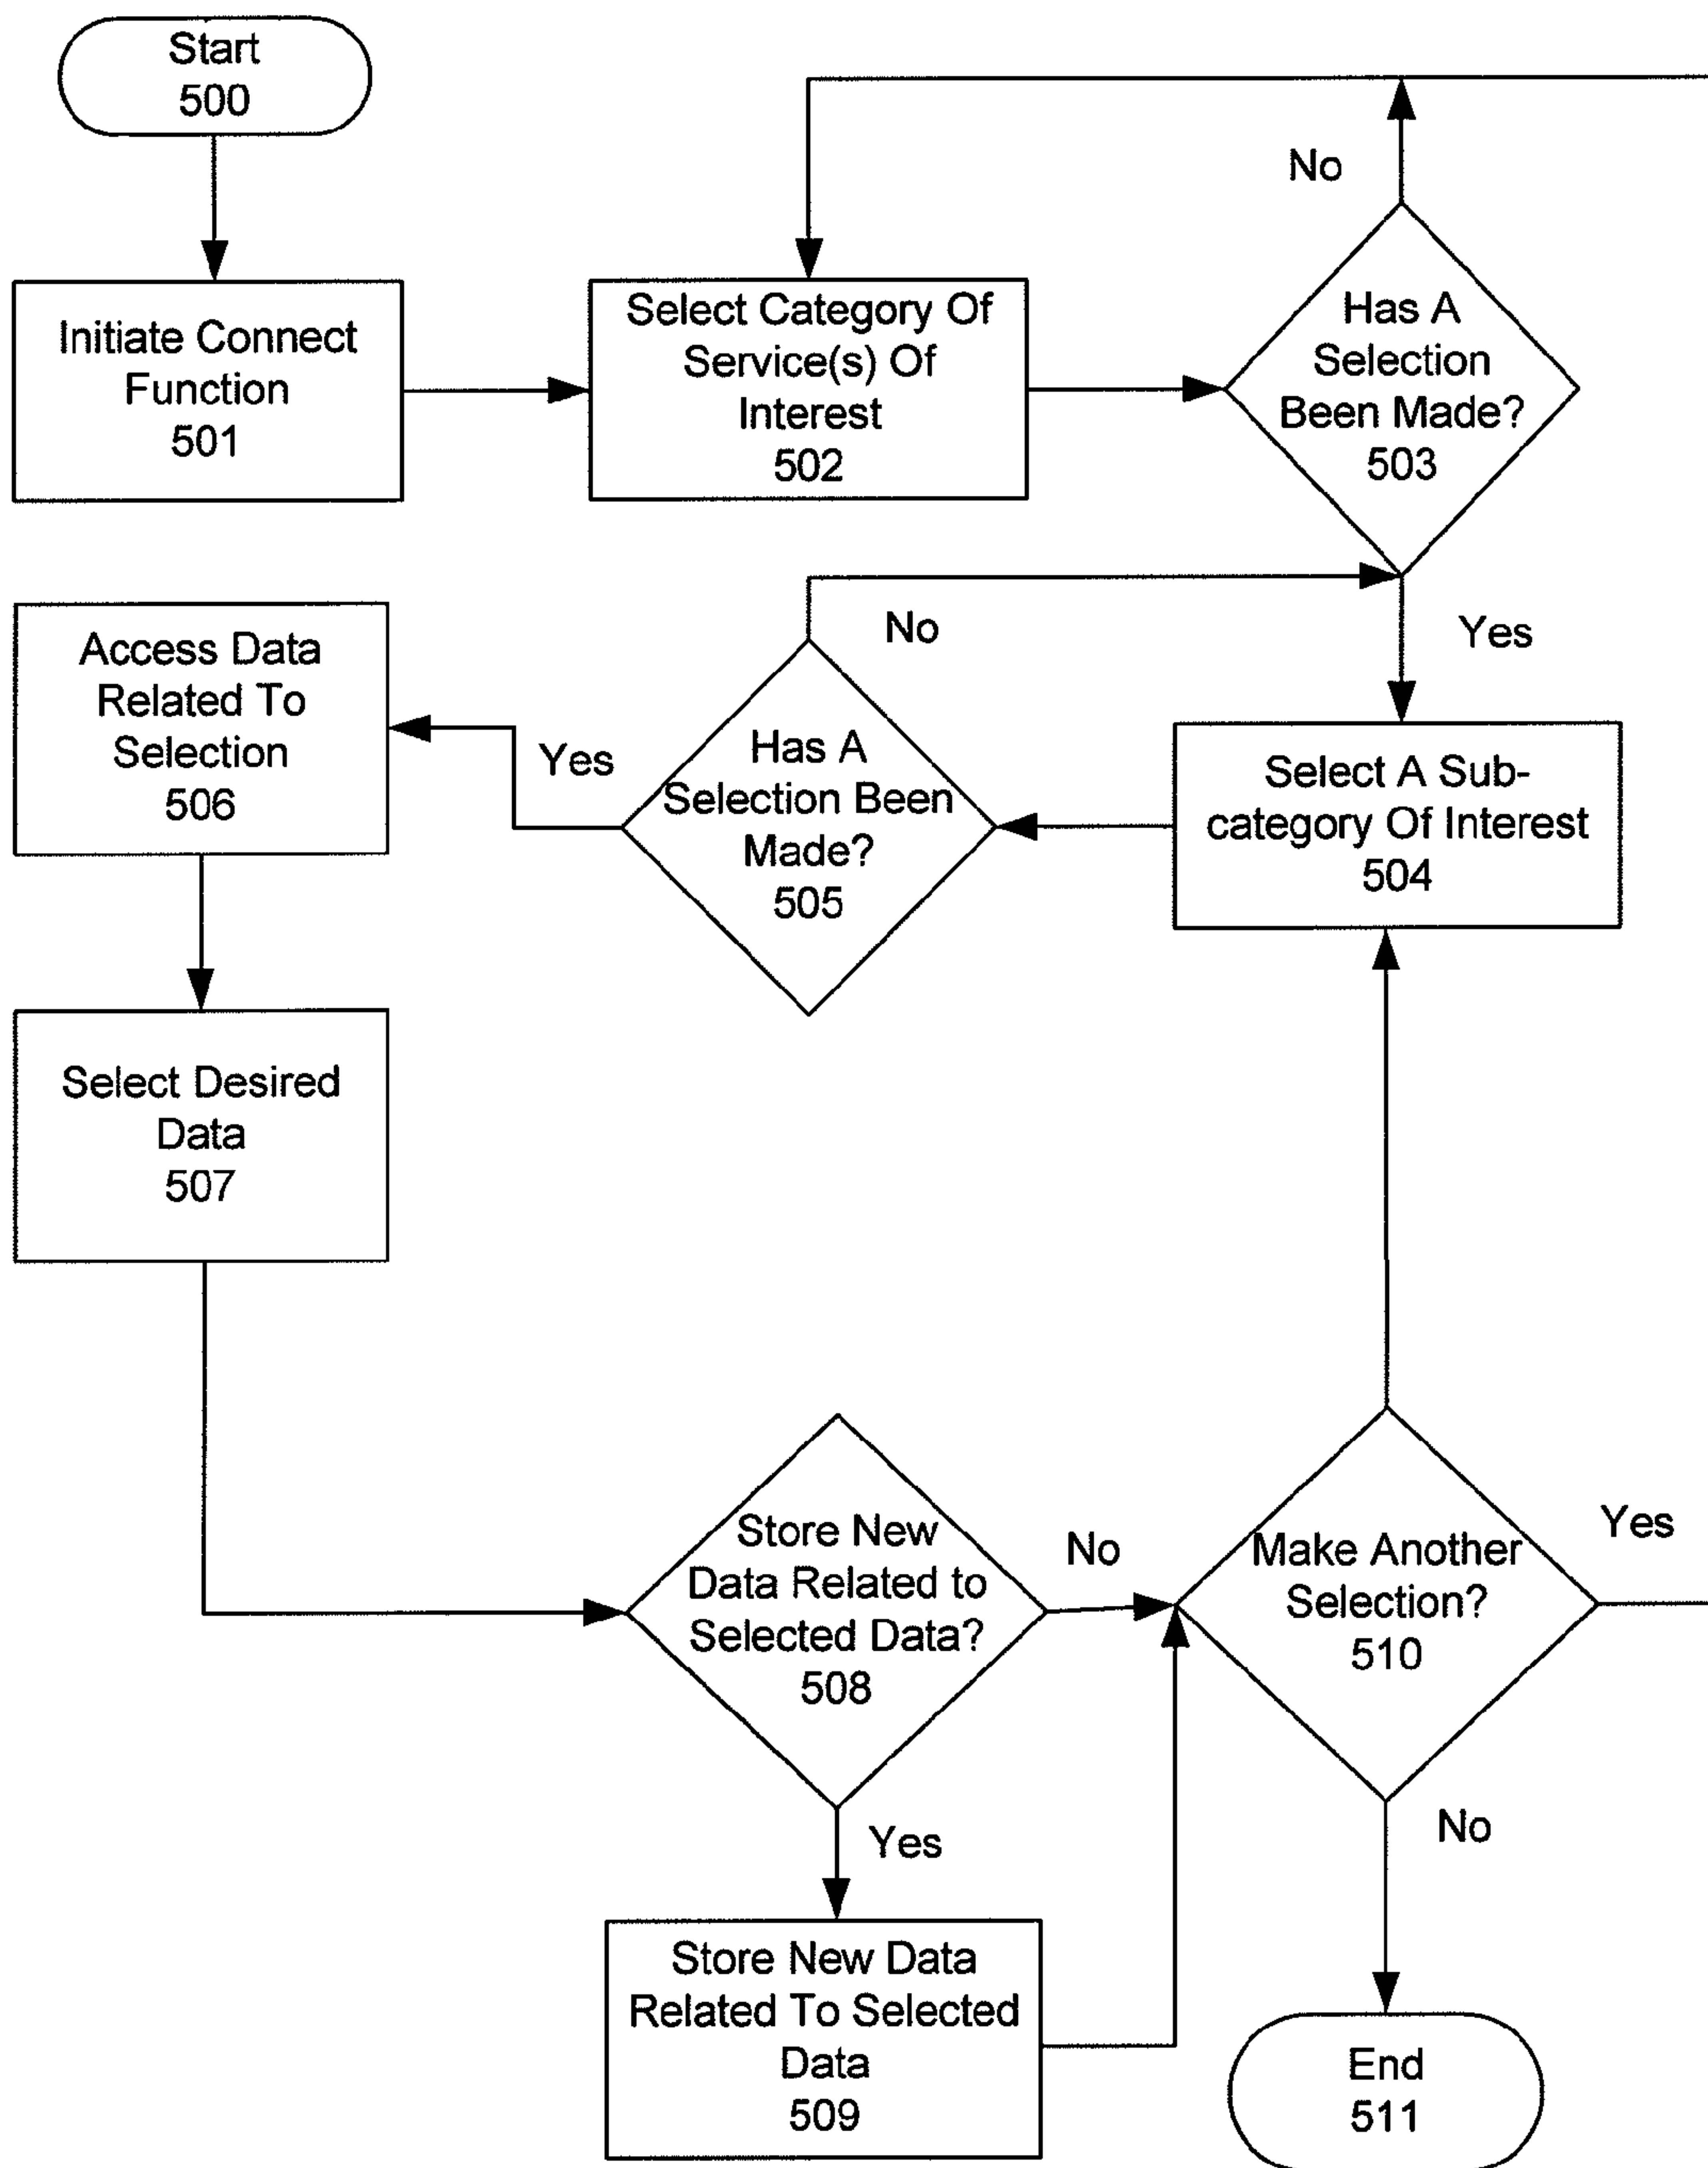 Start
500
Initiate Connect
Function
501
Select Category Of
Service(s) Of
Interest
502
No
Has A
Selection
Been Made?
503
Yes
Select A Sub-
category Of Interest
504
No
Has A
Selection Been
Made?
505
Yes
Access Data
Related To
Selection
506
Select Desired
Data
507
Store New
Data Related to
Selected Data?
508
No
Yes
Store New Data
Related To Selected
Data
509
Make Another
Selection?
510
Yes
No
End
511